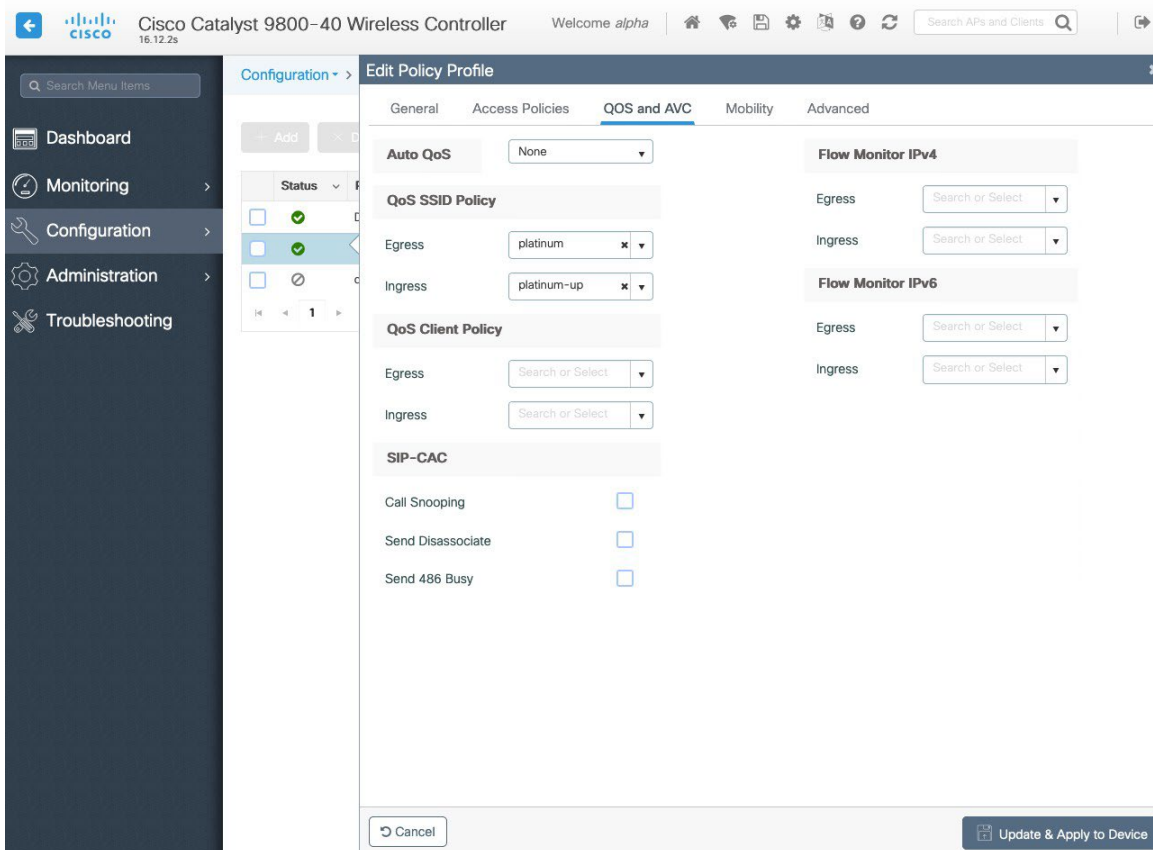 CISCO
Cisco Catalyst 9800-40 Wireless Controller
16.12.2s
Welcome alpha
Search APs and Clients
Search Menu Items
Dashboard
Monitoring
Configuration
Administration
Troubleshooting
Configuration >
Add
Status
1
Edit Policy Profile
General Access Policies QOS and AVC Mobility Advanced
Auto QoS None
QoS SSID Policy
Egress platinum
Ingress platinum-up
QoS Client Policy
Egress Search or Select
Ingress Search or Select
SIP-CAC
Call Snooping
Send Disassociate
Send 486 Busy
Flow Monitor IPv4
Egress Search or Select
Ingress Search or Select
Flow Monitor IPv6
Egress Search or Select
Ingress Search or Select
Cancel
Update & Apply to Device